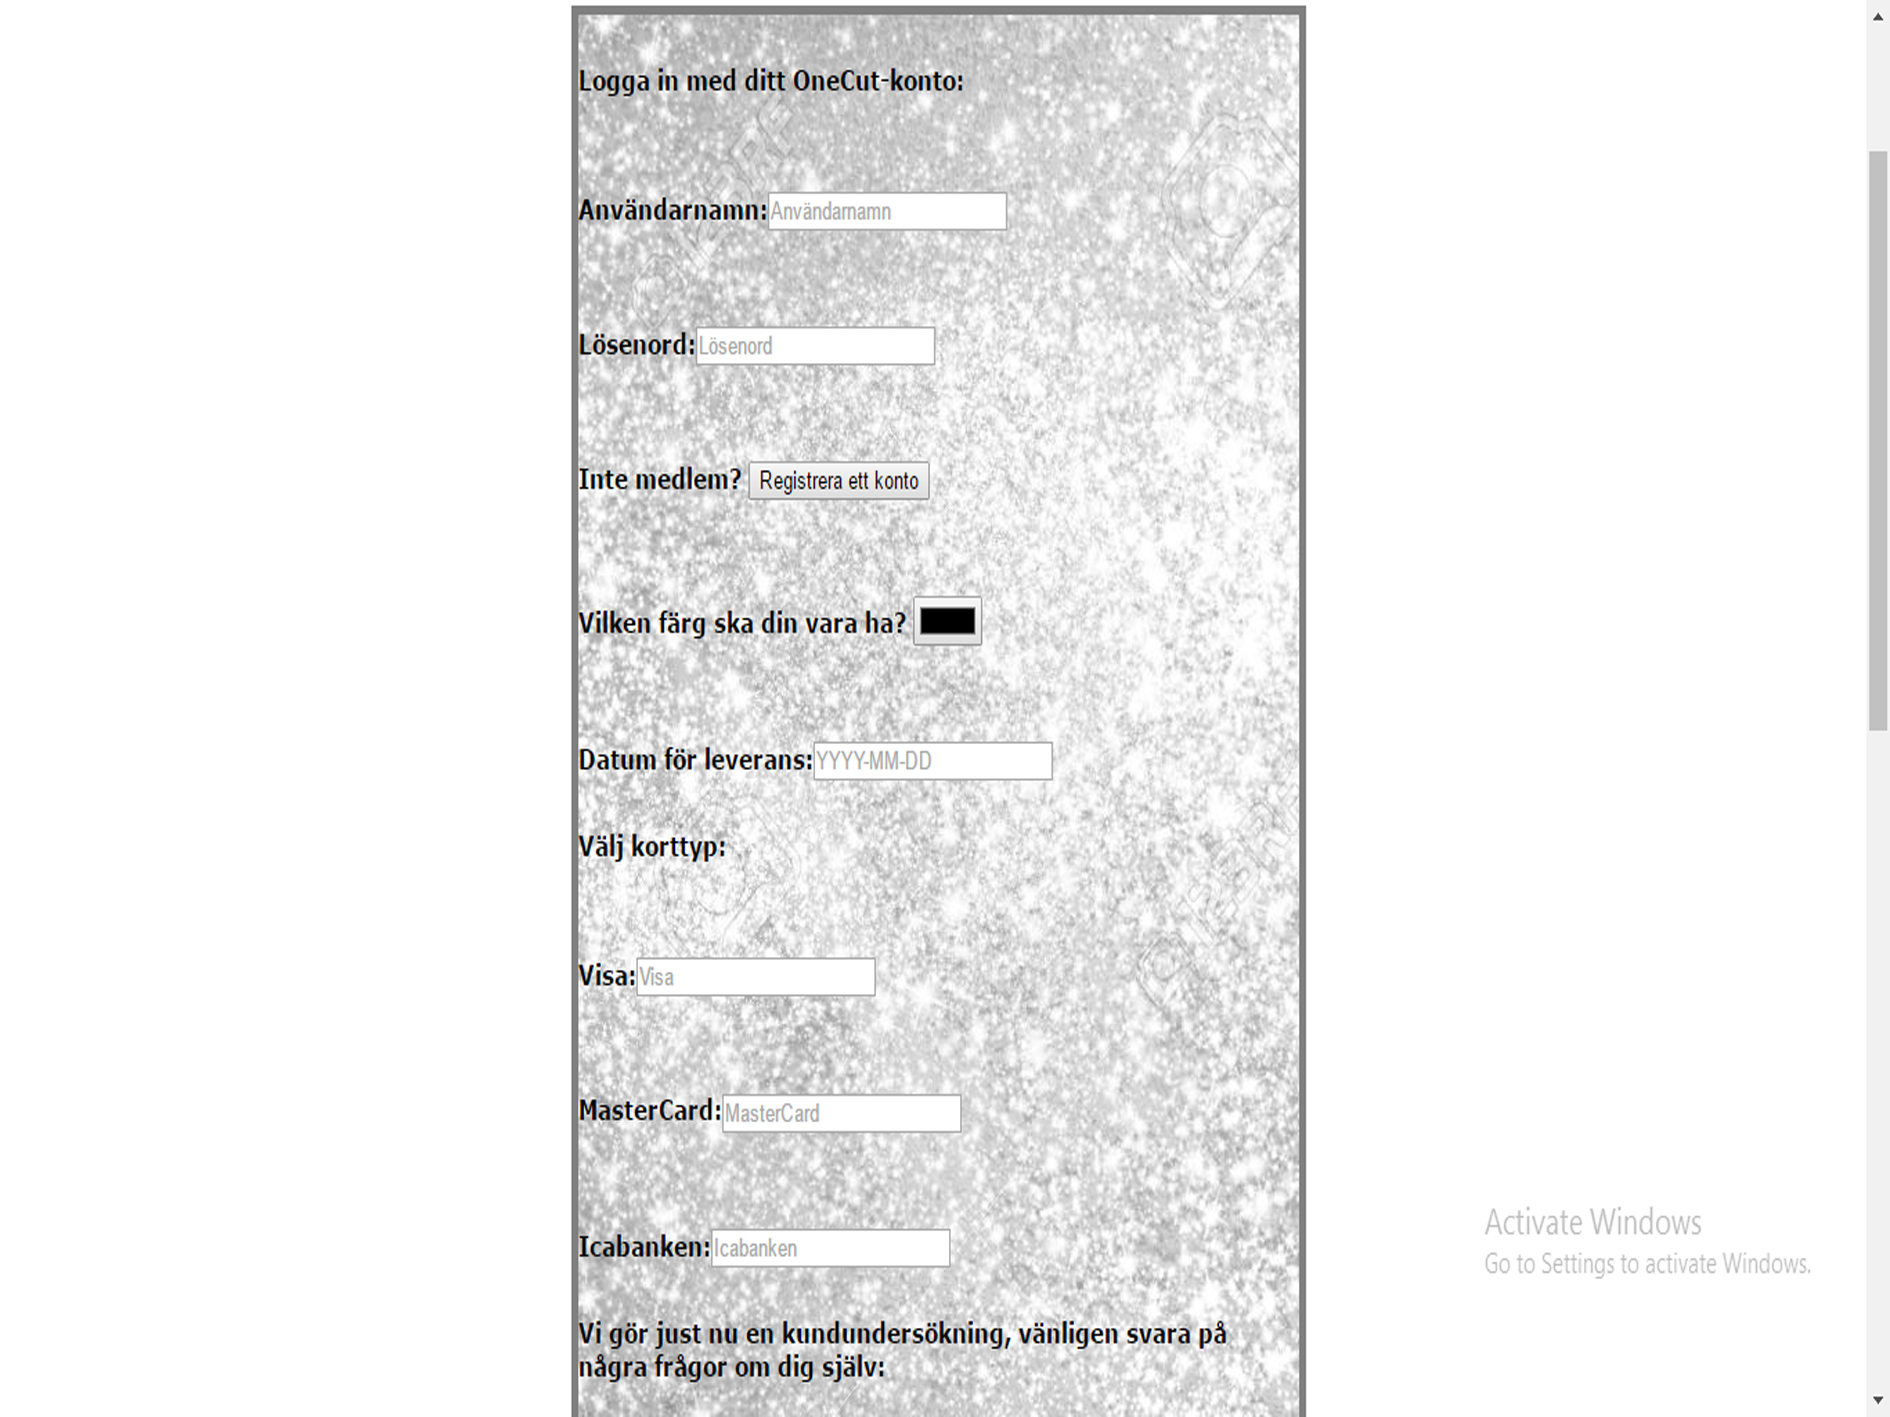 Logga in med ditt OneCut-konto:
Användarnamn: Användarnamn
Lösenord: Lösenord
Inte medlem? Registrera ett konto
Vilken färg ska din vara ha?
Datum för leverans: YYYY-MM-DD
Välj korttyp:
Visa: Visa
MasterCard: MasterCard
Icabanken: Icabanken
Vi gör just nu en kundundersökning, vänligen svara på
några frågor om dig själv:
Activate Windows
Go to Settings to activate Windows.